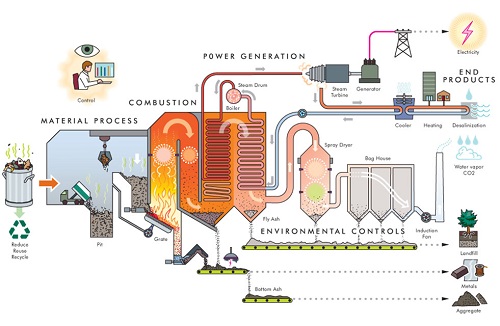 POWER GENERATION
Electricity
END
PRODUCTS
Steam Drum
Boiler
Steam
Turbine
Generator
Control
COMBUSTION
Cooler
Heating
Desalinization
MATERIAL PROCESS
Spray Dryer
Bag House
Water vapor
CO2
Fly Ash
Reduce
Reuse
Recycle
Pit
Grate
ENVIRONMENTAL CONTROLS
Induction
Fan
Landfill
Metals
Bottom Ash
Aggregate